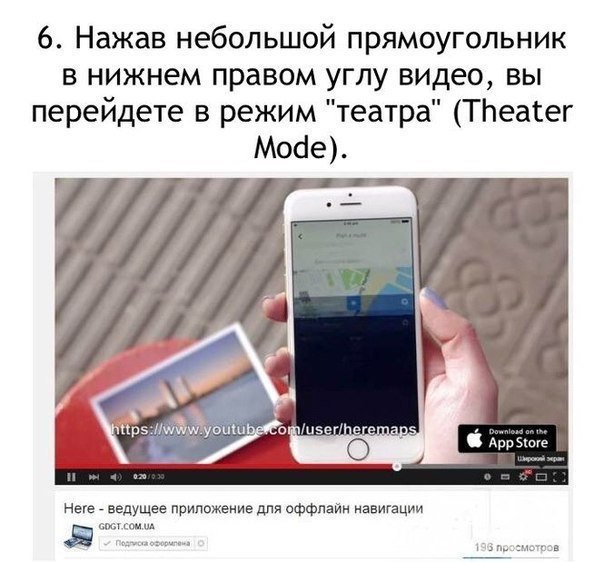 6. Нажав небольшой прямоугольник
в нижнем правом углу видео, вы
перейдете в режим "театра" (Theater
Mode).
https://www.youtube.com/user/heremaps
Download on the
App Store
Широкий экран
0:20 / 0:30
HD
Here - ведущее приложение для оффлайн навигации
GDGT.COM.UA
Подписка оформлена
196 просмотров